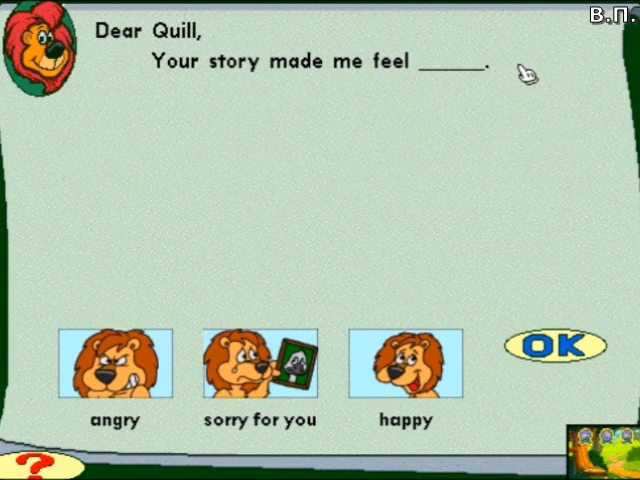 В.П.
Dear Quill,
Your story made me feel ______.
OK
angry
sorry for you
happy
?